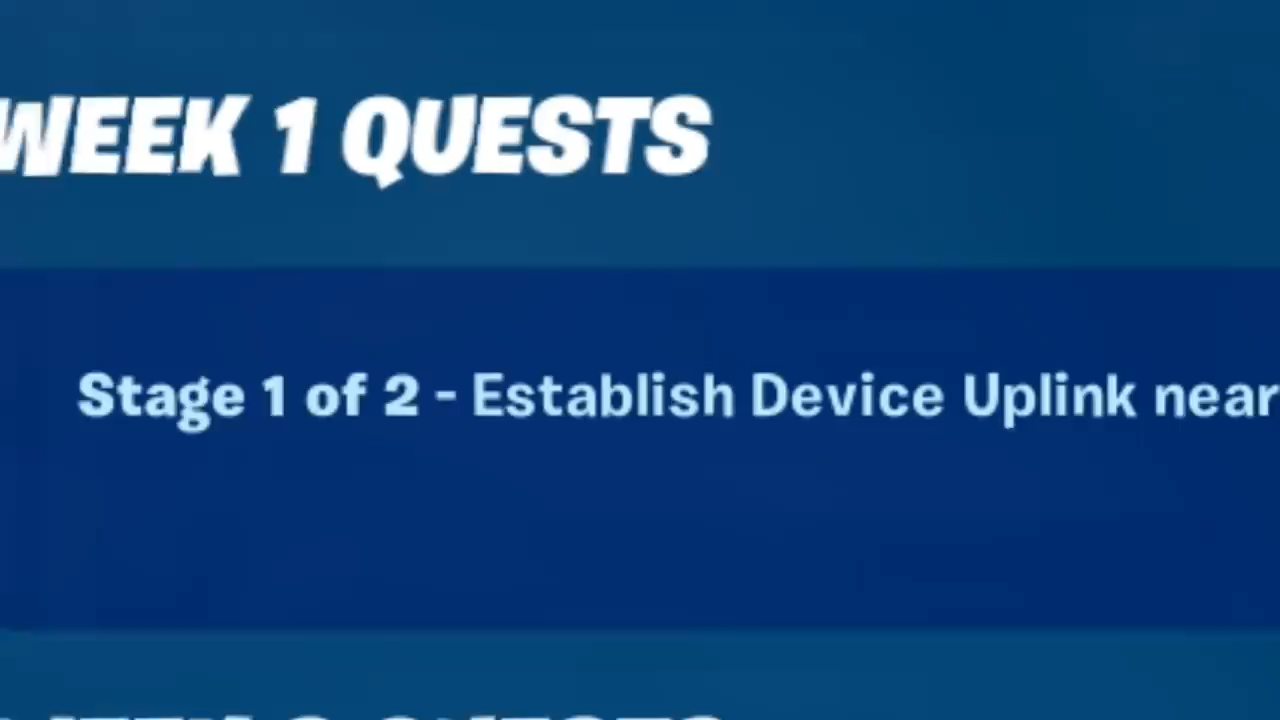 WEEK 1 QUESTS
Stage 1 of 2 - Establish Device Uplink near